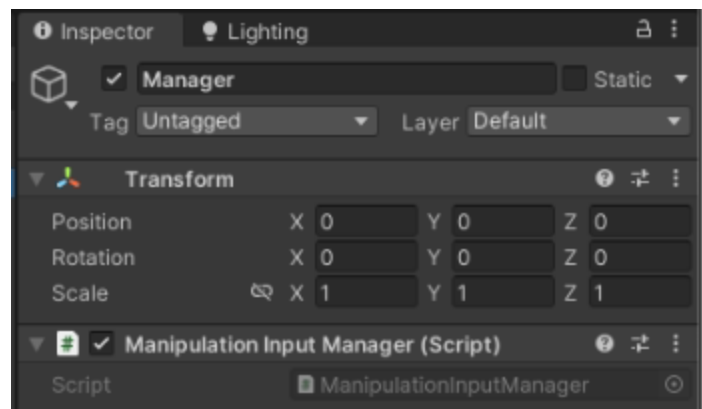 Inspector Lighting
Manager Static
Tag Untagged Layer Default
Transform
Position X 0 Y 0 Z 0
Rotation X 0 Y 0 Z 0
Scale X 1 Y 1 Z 1
# Manipulation Input Manager (Script)
Script ManipulationInputManager